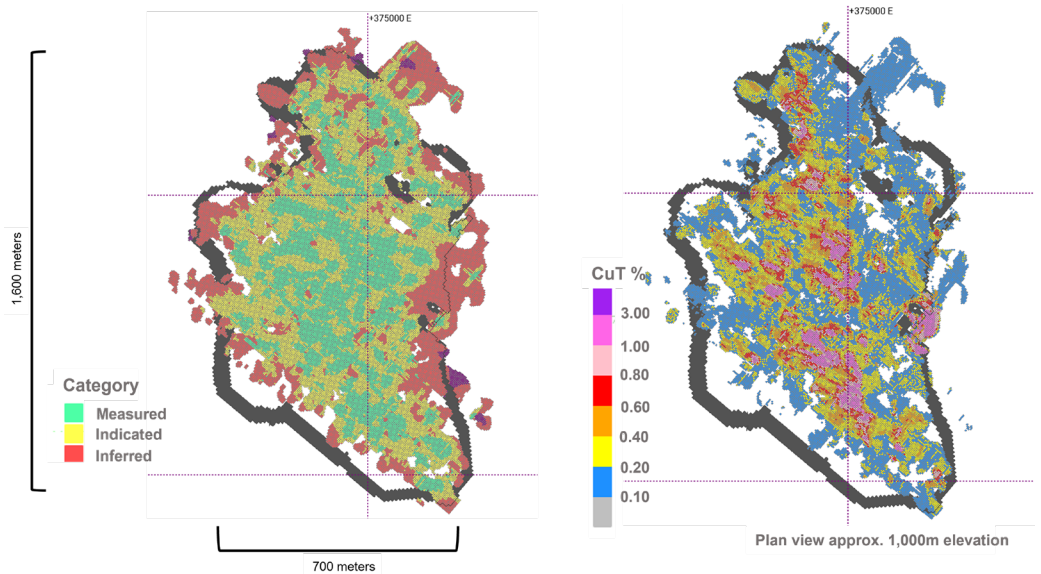 +375000 E
+375000 E
1,600 meters
Category
Measured
Indicated
Inferred
700 meters
CuT %
3.00
1.00
0.80
0.60
0.40
0.20
0.10
Plan view approx. 1,000m elevation